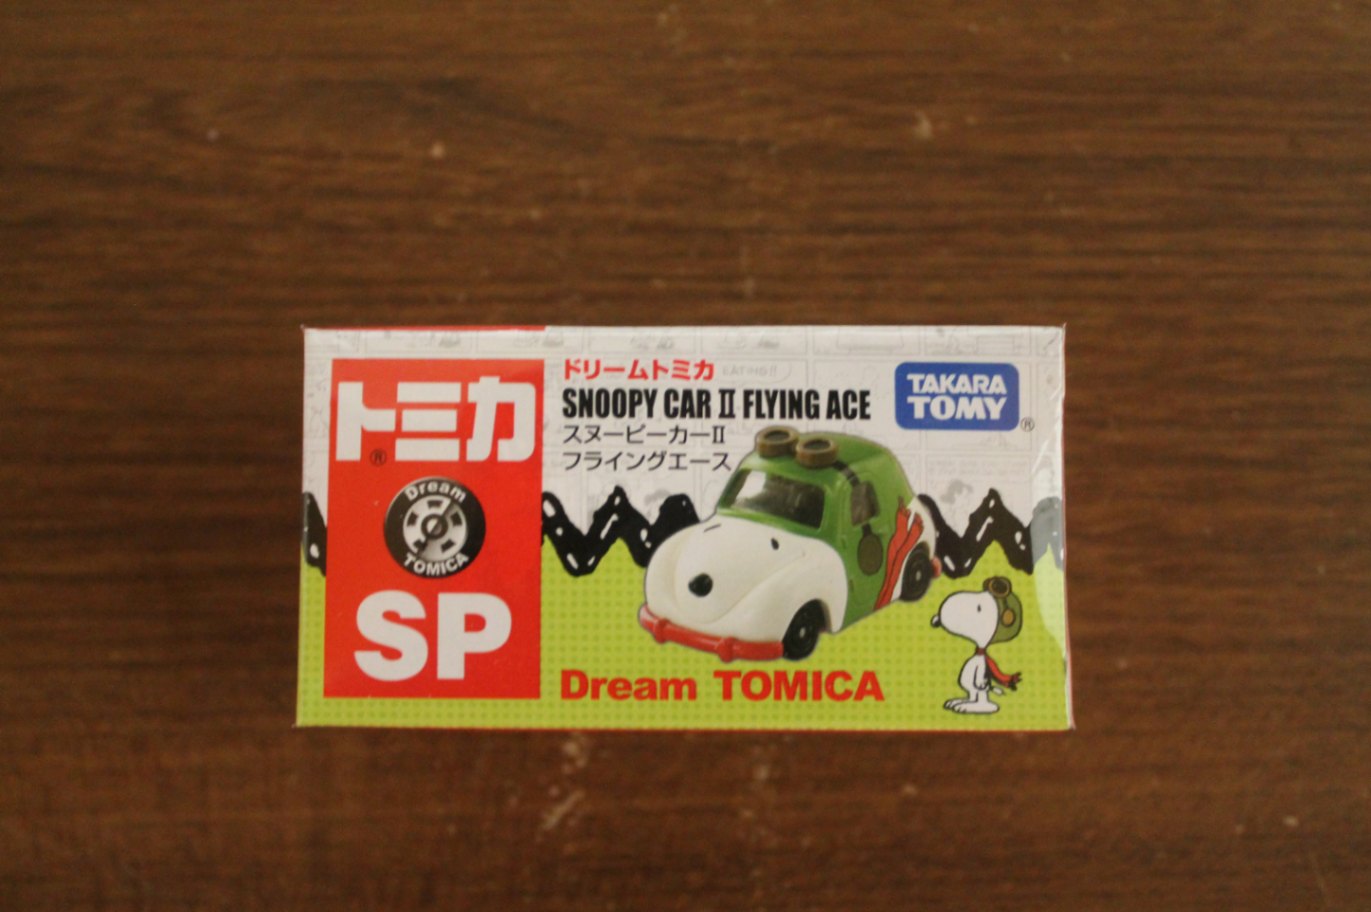 トミカ
®
Dream
TOMICA
SP
ドリームトミカ
EATING!!
SNOOPY CAR II FLYING ACE
スヌーピーカーII
フライングエース
TAKARA
TOMY
®
Dream TOMICA